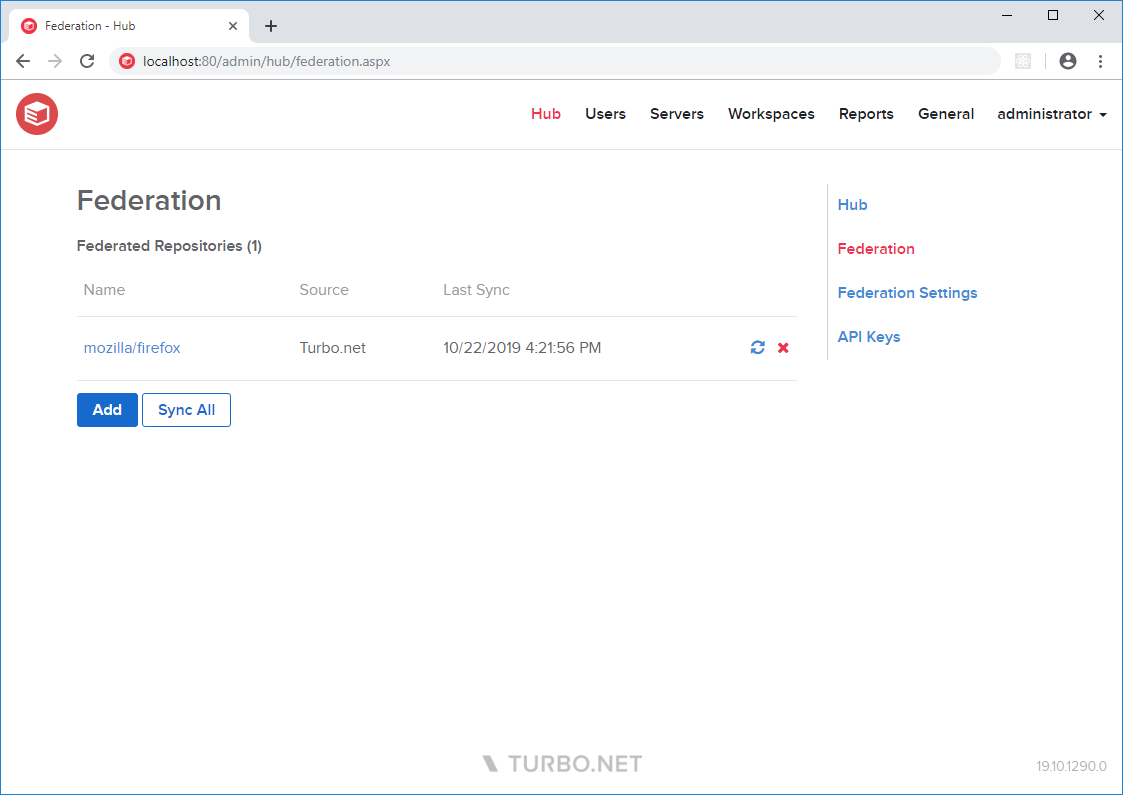 Federation - Hub
localhost:80/admin/hub/federation.aspx
Hub Users Servers Workspaces Reports General administrator
Federation
Federated Repositories (1)
Name Source Last Sync
mozilla/firefox Turbo.net 10/22/2019 4:21:56 PM
Add Sync All
Hub
Federation
Federation Settings
API Keys
TURBO.NET
19.10.1290.0